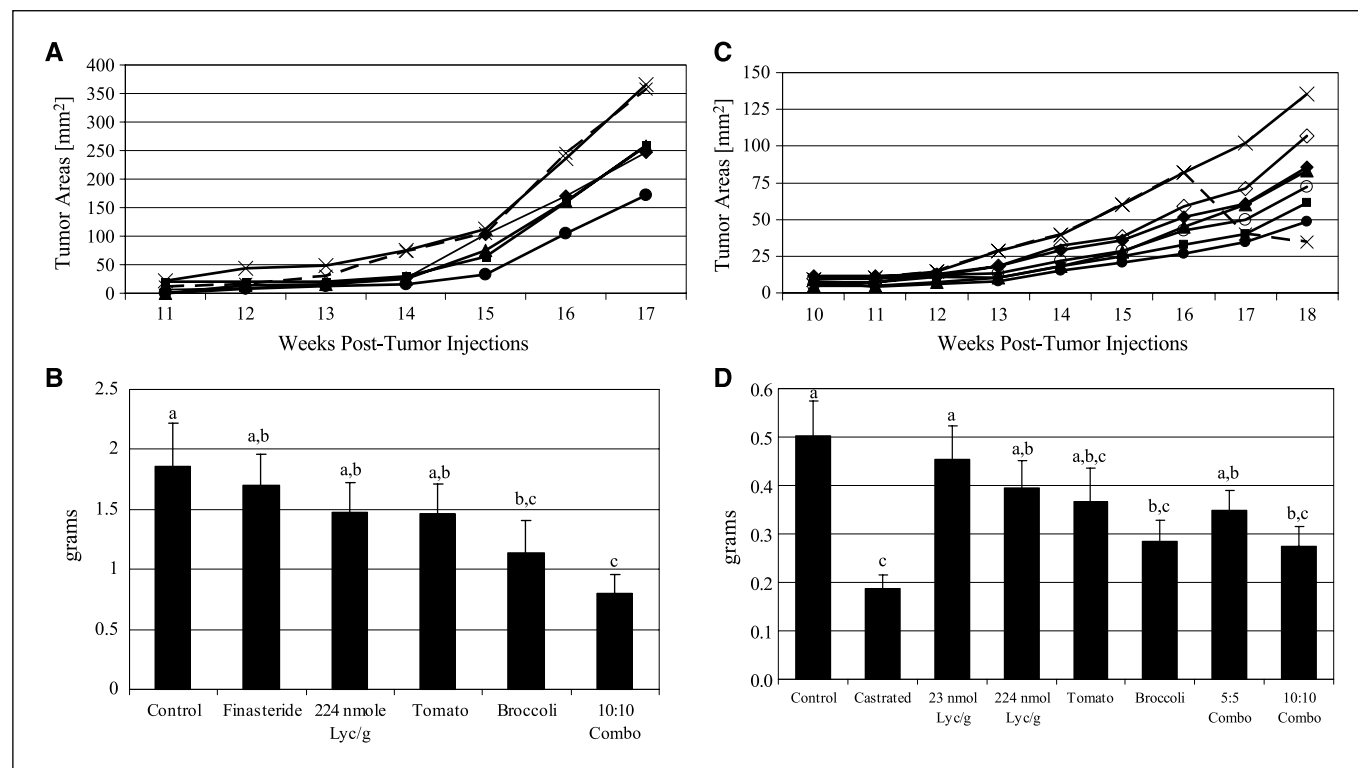 A
Tumor Areas [mm2]
400
350
300
250
200
150
100
50
0
11 12 13 14 15 16 17
Weeks Post-Tumor Injections
B
grams
2.5
2
1.5
1
0.5
0
a
a,b
a,b
a,b
b,c
c
Control Finasteride 224 nmole Tomato Broccoli 10:10
Lyc/g Combo
C
Tumor Areas [mm2]
150
125
100
75
50
25
0
10 11 12 13 14 15 16 17 18
Weeks Post-Tumor Injections
D
grams
0.6
0.5
0.4
0.3
0.2
0.1
0.0
a
c
a
a,b
a,b,c
b,c
a,b
b,c
Control Castrated 23 nmol 224 nmol Tomato Broccoli 5:5 10:10
Lyc/g Lyc/g Combo Combo